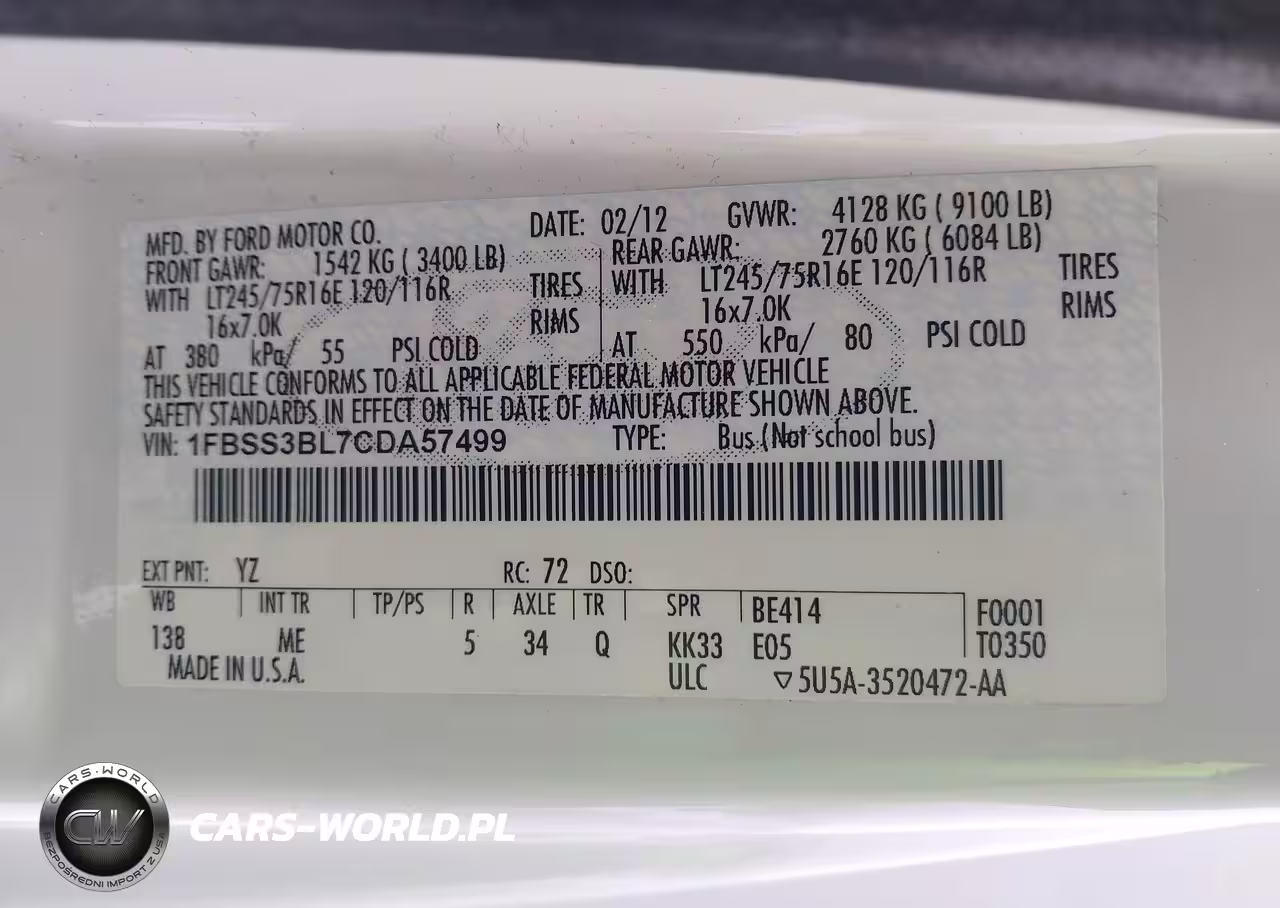 MFD. BY FORD MOTOR CO. DATE: 02/12 GVWR: 4128 KG ( 9100 LB)
FRONT GAWR: 1542 KG ( 3400 LB) REAR GAWR: 2760 KG ( 6084 LB)
WITH LT245/75R16E 120/116R TIRES WITH LT245/75R16E 120/116R TIRES
16x7.0K RIMS 16x7.0K RIMS
AT 380 kPa/ 55 PSI COLD AT 550 kPa/ 80 PSI COLD
THIS VEHICLE CONFORMS TO ALL APPLICABLE FEDERAL MOTOR VEHICLE
SAFETY STANDARDS IN EFFECT ON THE DATE OF MANUFACTURE SHOWN ABOVE.
VIN: 1FBSS3BL7CDA57499 TYPE: Bus (Not school bus)
EXT PNT: YZ RC: 72 DSO:
WB INT TR TP/PS R AXLE TR SPR BE414 F0001
138 ME 5 34 Q KK33 E05 T0350
MADE IN U.S.A. ULC ▽5U5A-3520472-AA
CARS-WORLD
CW
BEZPOŚREDNI IMPORT Z USA
CARS-WORLD.PL